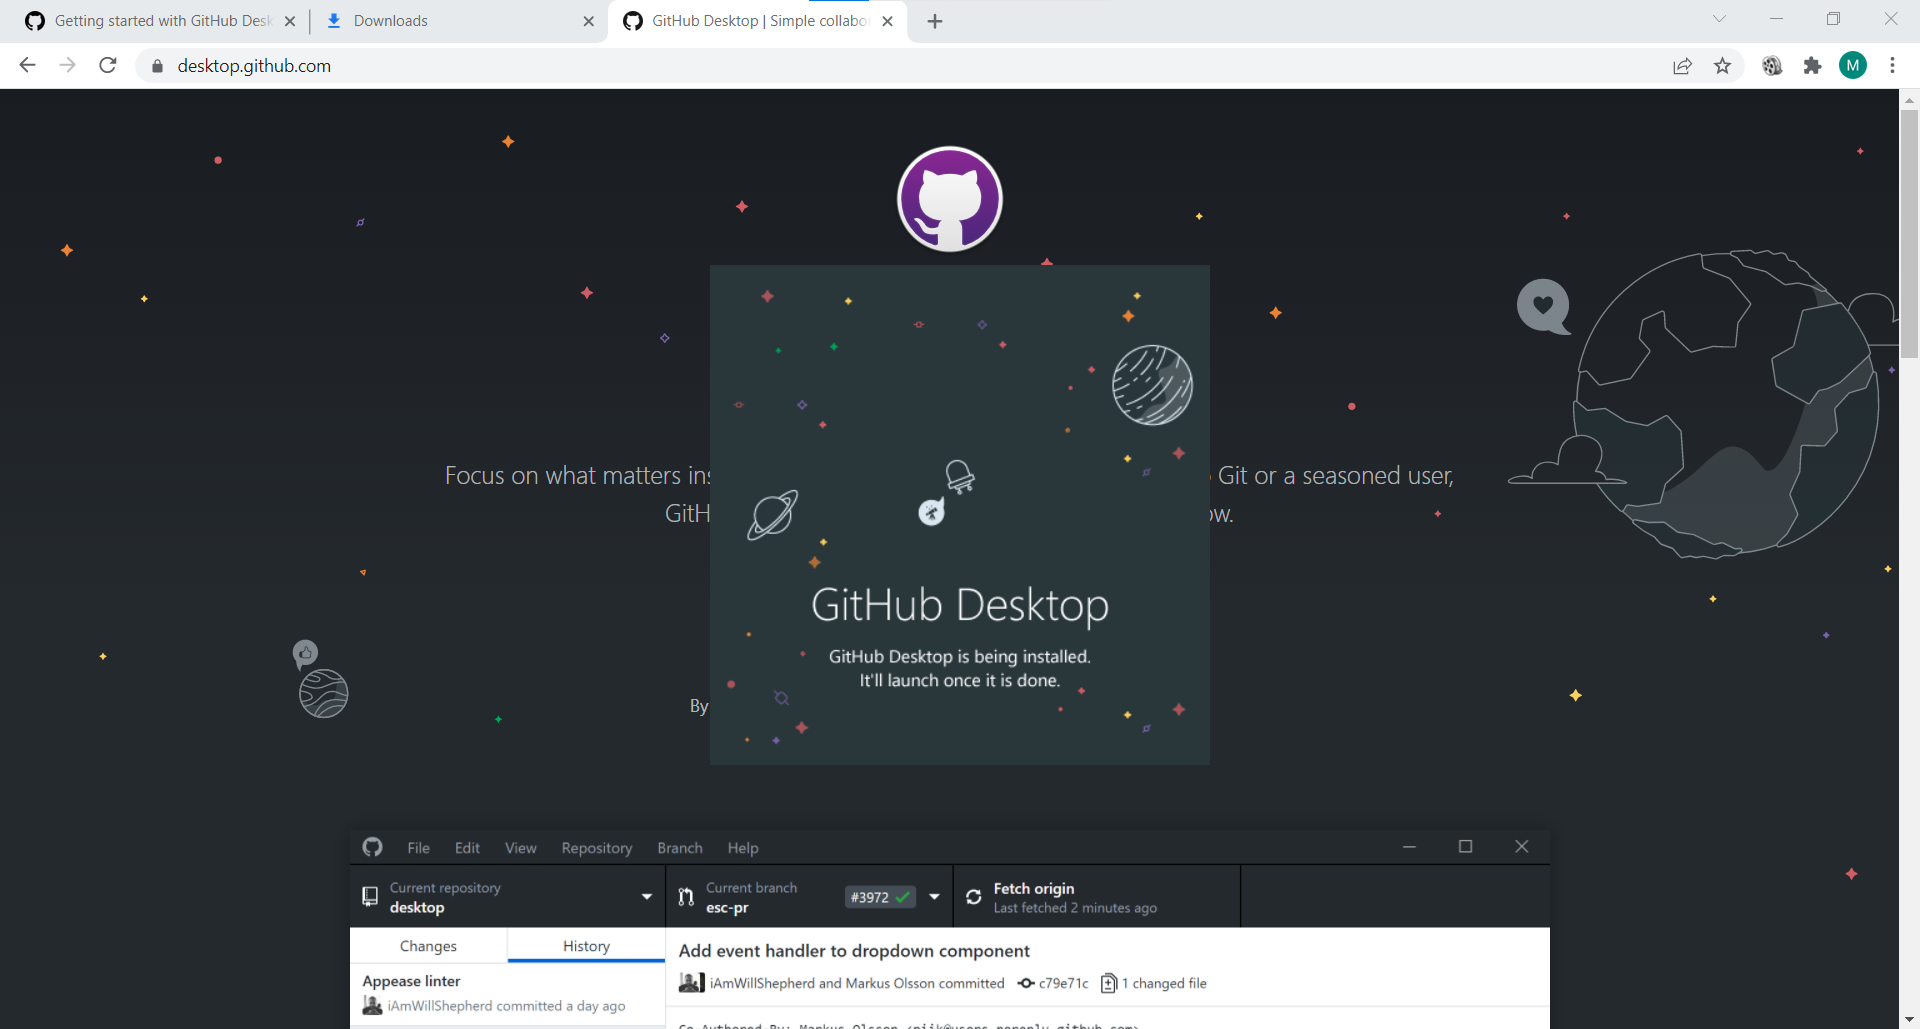 Getting started with GitHub Desk
Downloads
GitHub Desktop | Simple collabo
desktop.github.com
M
Focus on what matters ins
Git or a seasoned user,
GitH
ow.
GitHub Desktop
GitHub Desktop is being installed.
It'll launch once it is done.
By
File Edit View Repository Branch Help
Current repository
desktop
Current branch
esc-pr
#3972
Fetch origin
Last fetched 2 minutes ago
Changes
History
Add event handler to dropdown component
iAmWillShepherd and Markus Olsson committed
c79e71c
1 changed file
Appease linter
iAmWillShepherd committed a day ago